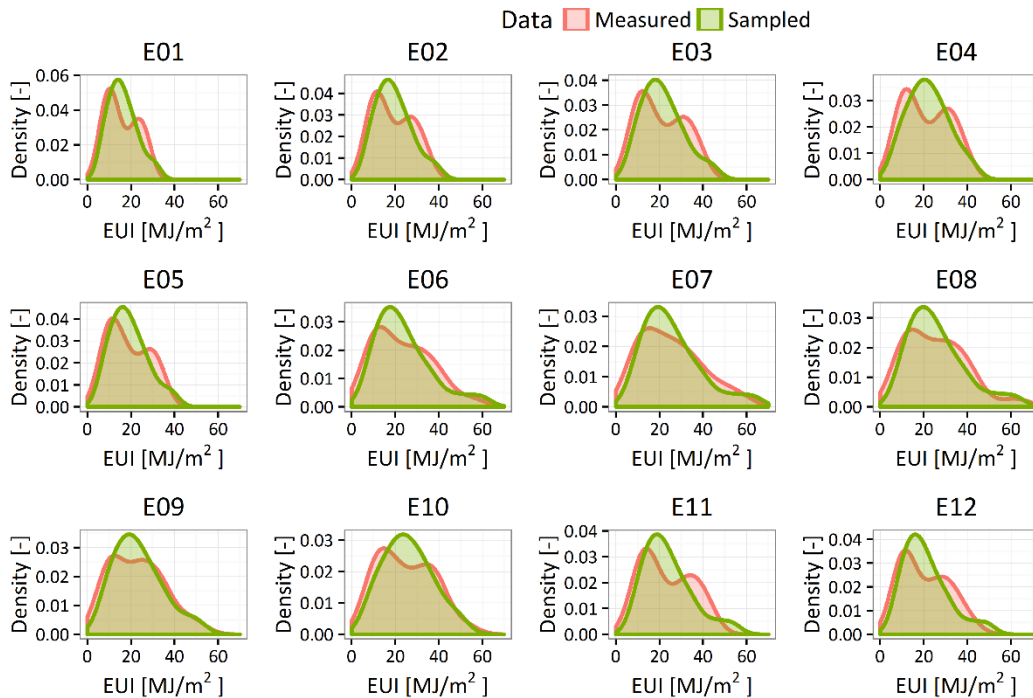 Data Measured Sampled
E01 E02 E03 E04
Density [-] Density [-] Density [-] Density [-]
0.06 0.04 0.04 0.03
0.04 0.03 0.03 0.02
0.02 0.02 0.02 0.01
0.00 0.01 0.01 0.00
0.00 0.00
0 20 40 60 0 20 40 60 0 20 40 60 0 20 40 60
EUI [MJ/m² ] EUI [MJ/m² ] EUI [MJ/m² ] EUI [MJ/m² ]
E05 E06 E07 E08
Density [-] Density [-] Density [-] Density [-]
0.04 0.03 0.03 0.03
0.03 0.02 0.02 0.02
0.02 0.01 0.01 0.01
0.01 0.00 0.00 0.00
0.00
0 20 40 60 0 20 40 60 0 20 40 60 0 20 40 60
EUI [MJ/m² ] EUI [MJ/m² ] EUI [MJ/m² ] EUI [MJ/m² ]
E09 E10 E11 E12
Density [-] Density [-] Density [-] Density [-]
0.03 0.03 0.04 0.04
0.02 0.02 0.03 0.03
0.01 0.01 0.02 0.02
0.00 0.00 0.01 0.01
0.00 0.00
0 20 40 60 0 20 40 60 0 20 40 60 0 20 40 60
EUI [MJ/m² ] EUI [MJ/m² ] EUI [MJ/m² ] EUI [MJ/m² ]